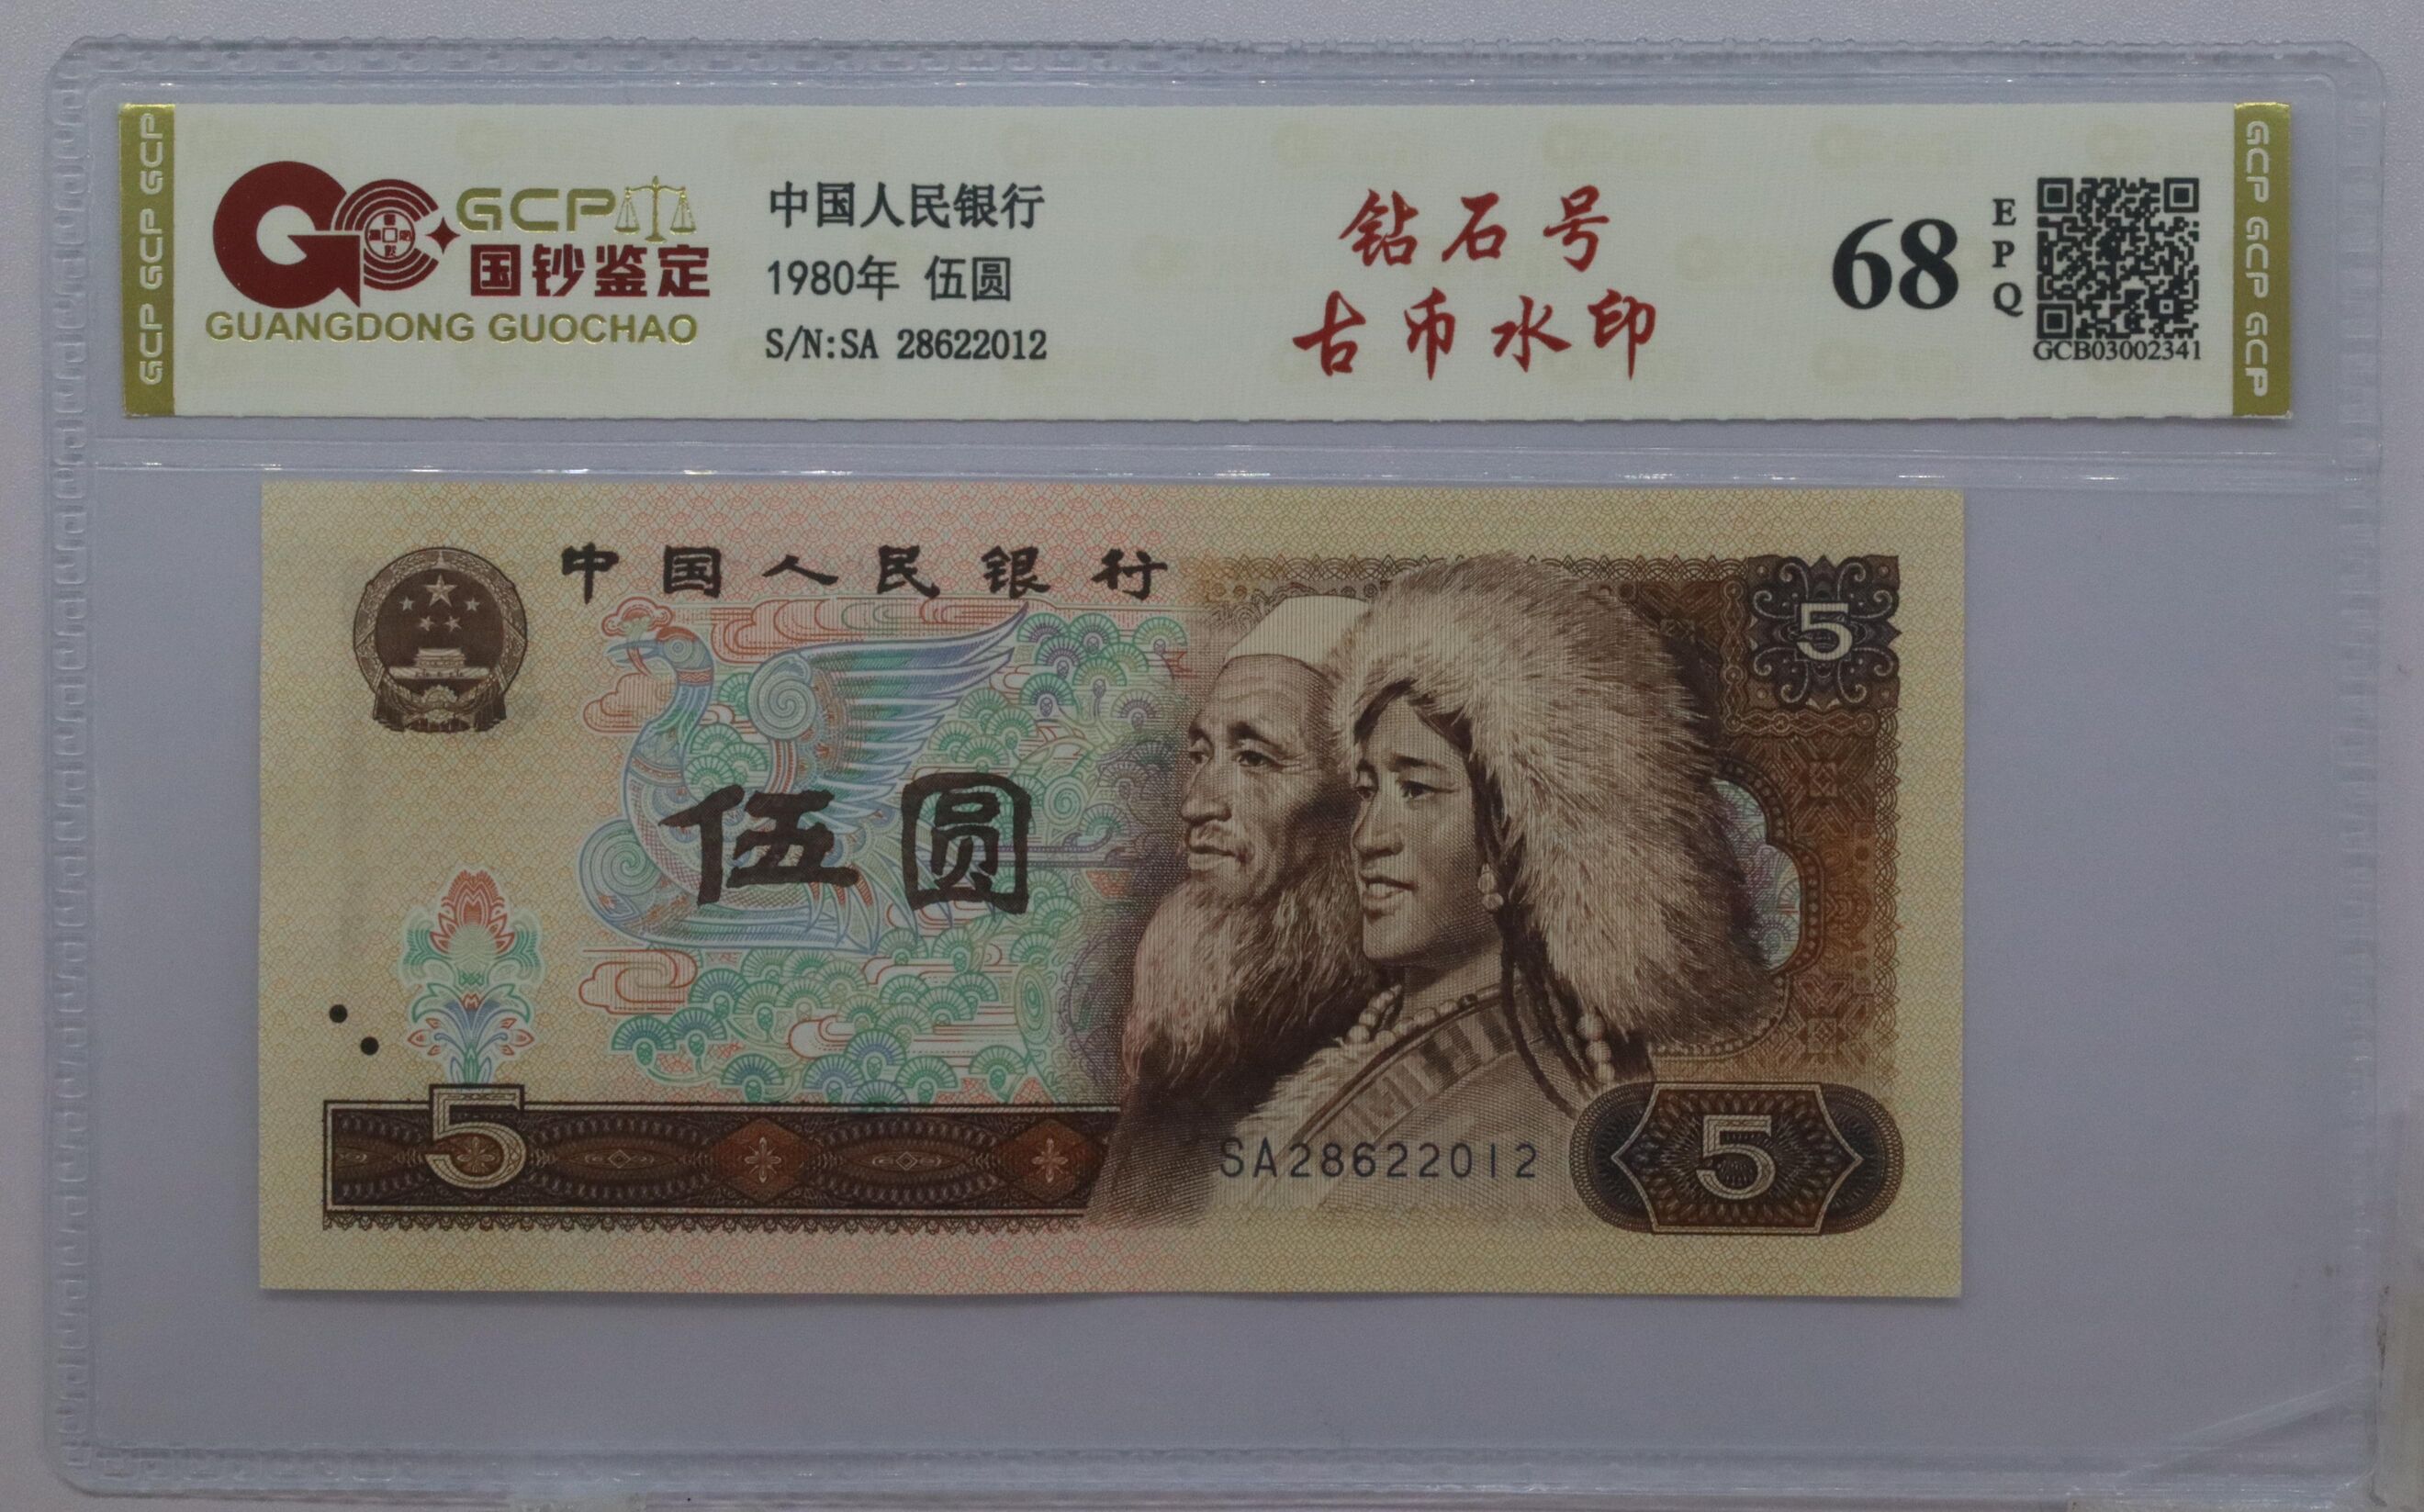 GCP GCP GCP
GCP
国钞鉴定
GUANGDONG GUOCHAO
中国人民银行
1980年 伍圆
S/N:SA 28622012
钻石号
古币水印
68
E
P
Q
GCB03002341
GCP GCP GCP
中国人民银行
5
伍圆
5
SA28622012
5